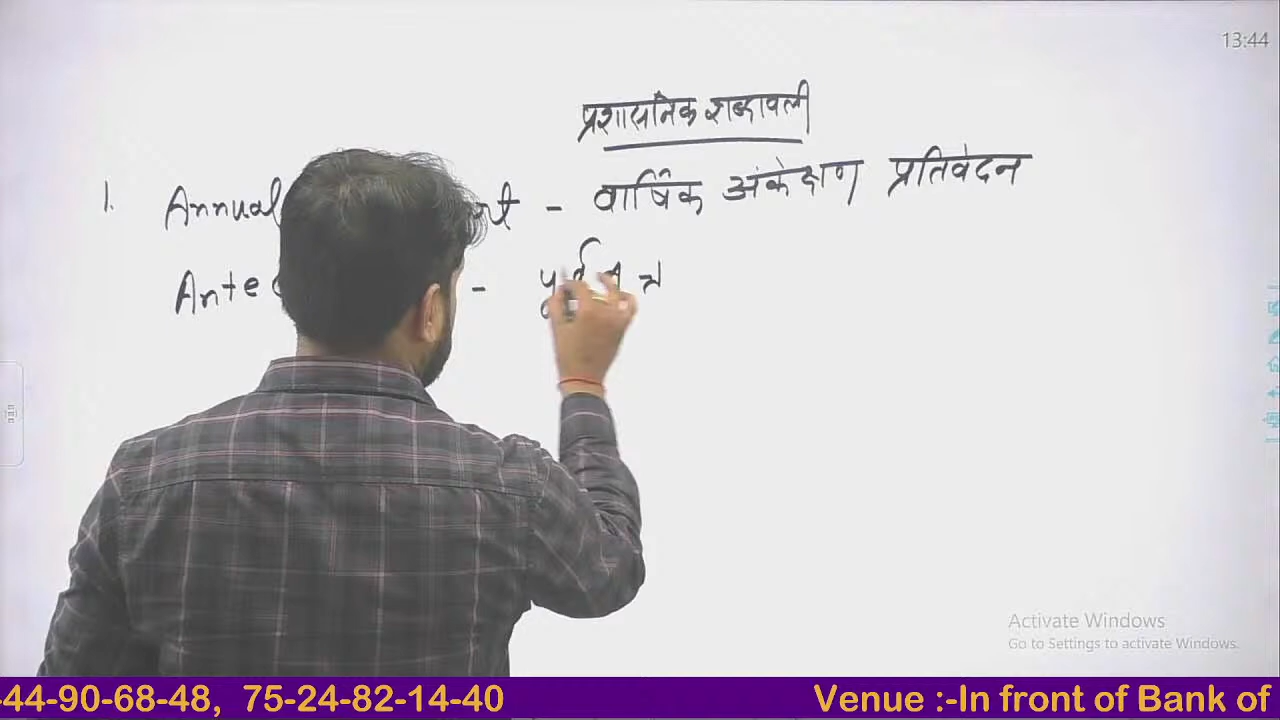 13:44
प्रशासनिक शब्दावली
1. Annual - वार्षिक अंकेक्षण प्रतिवेदन
Ante -
Activate Windows
Go to Settings to activate Windows.
-44-90-68-48, 75-24-82-14-40 Venue :-In front of Bank of